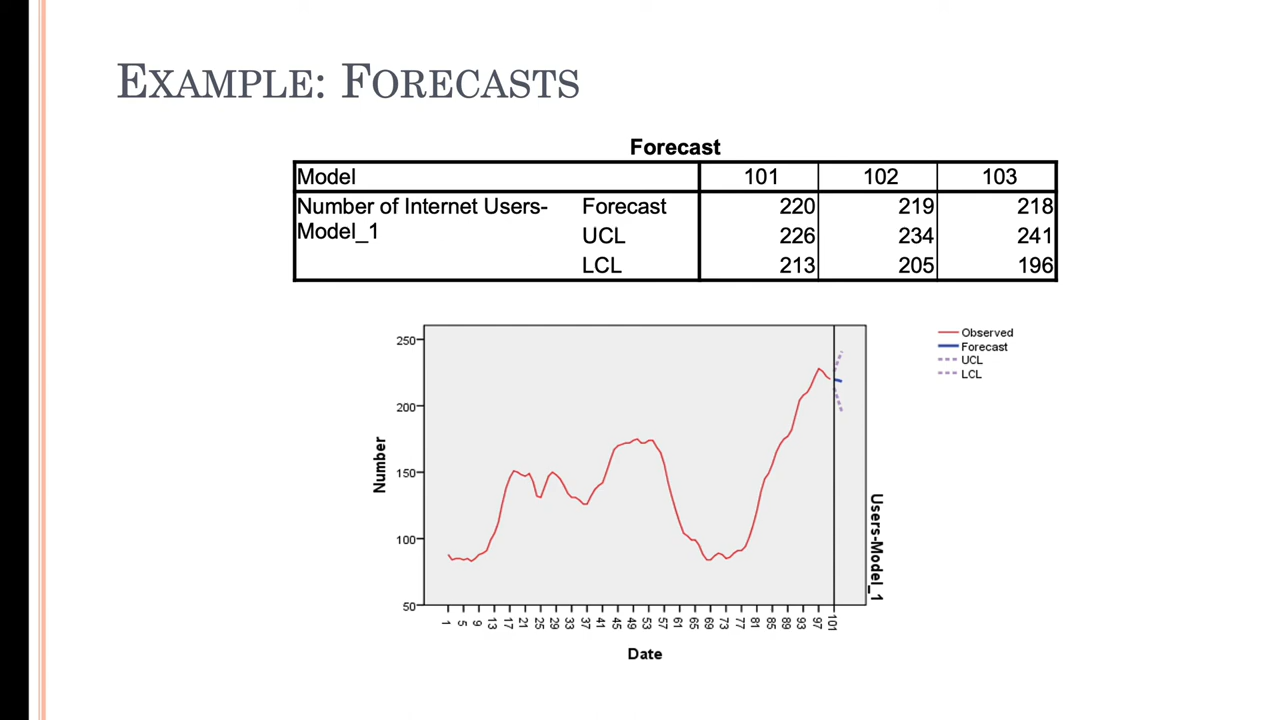 EXAMPLE: FORECASTS
Forecast
Model 101 102 103
Number of Internet Users- Forecast 220 219 218
Model_1 UCL 226 234 241
LCL 213 205 196
250
200
150
100
50
Number
1 5 9 13 17 21 25 29 33 37 41 45 49 53 57 61 65 69 73 77 81 85 89 93 97 101
Date
Users-Model_1
Observed
Forecast
UCL
LCL